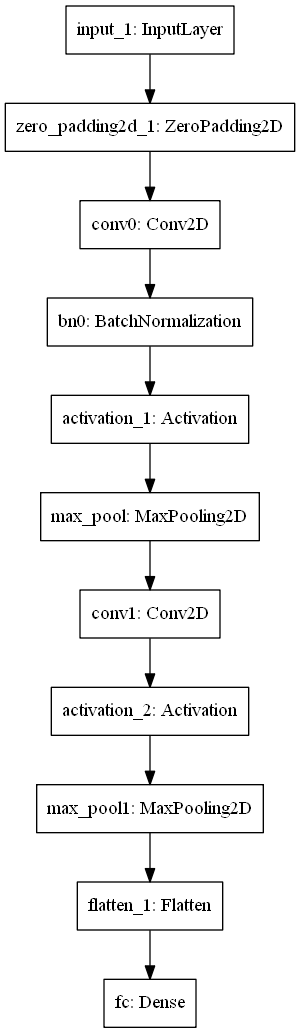 input_1: InputLayer
zero_padding2d_1: ZeroPadding2D
conv0: Conv2D
bn0: BatchNormalization
activation_1: Activation
max_pool: MaxPooling2D
conv1: Conv2D
activation_2: Activation
max_pool1: MaxPooling2D
flatten_1: Flatten
fc: Dense